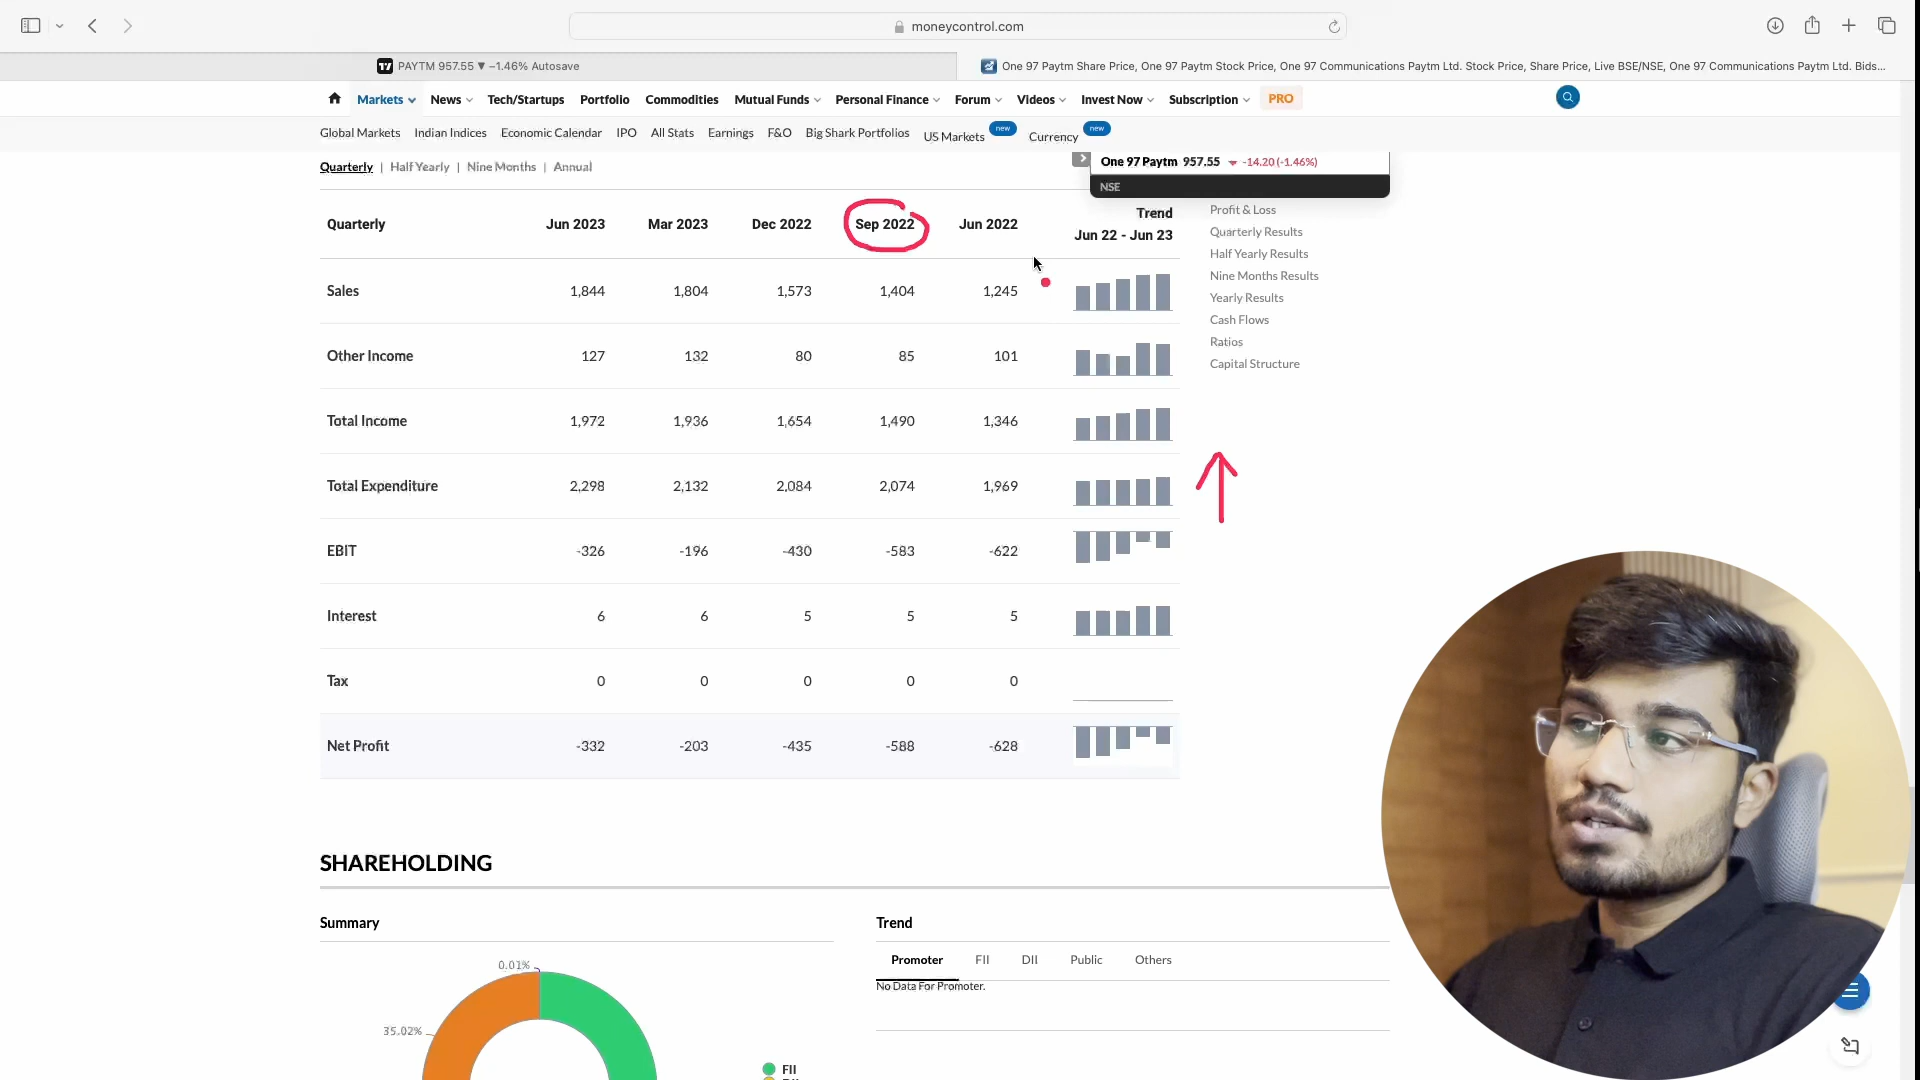 moneycontrol.com
PAYTM 957.55 ▼ −1.46% Autosave
One 97 Paytm Share Price, One 97 Paytm Stock Price, One 97 Communications Paytm Ltd. Stock Price, Share Price, Live BSE/NSE, One 97 Communications Paytm Ltd. Bids...
Markets News Tech/Startups Portfolio Commodities Mutual Funds Personal Finance Forum Videos Invest Now Subscription PRO
Global Markets Indian Indices Economic Calendar IPO All Stats Earnings F&O Big Shark Portfolios US Markets new Currency new
Quarterly | Half Yearly | Nine Months | Annual
One 97 Paytm 957.55 ▼ -14.20 (-1.46%)
NSE
Quarterly Jun 2023 Mar 2023 Dec 2022 Sep 2022 Jun 2022 Trend
Jun 22 - Jun 23
Sales 1,844 1,804 1,573 1,404 1,245
Other Income 127 132 80 85 101
Total Income 1,972 1,936 1,654 1,490 1,346
Total Expenditure 2,298 2,132 2,084 2,074 1,969
EBIT -326 -196 -430 -583 -622
Interest 6 6 5 5 5
Tax 0 0 0 0 0
Net Profit -332 -203 -435 -588 -628
Profit & Loss
Quarterly Results
Half Yearly Results
Nine Months Results
Yearly Results
Cash Flows
Ratios
Capital Structure
SHAREHOLDING
Summary
0.01%
35.02%
FII
Trend
Promoter FII DII Public Others
No Data For Promoter.